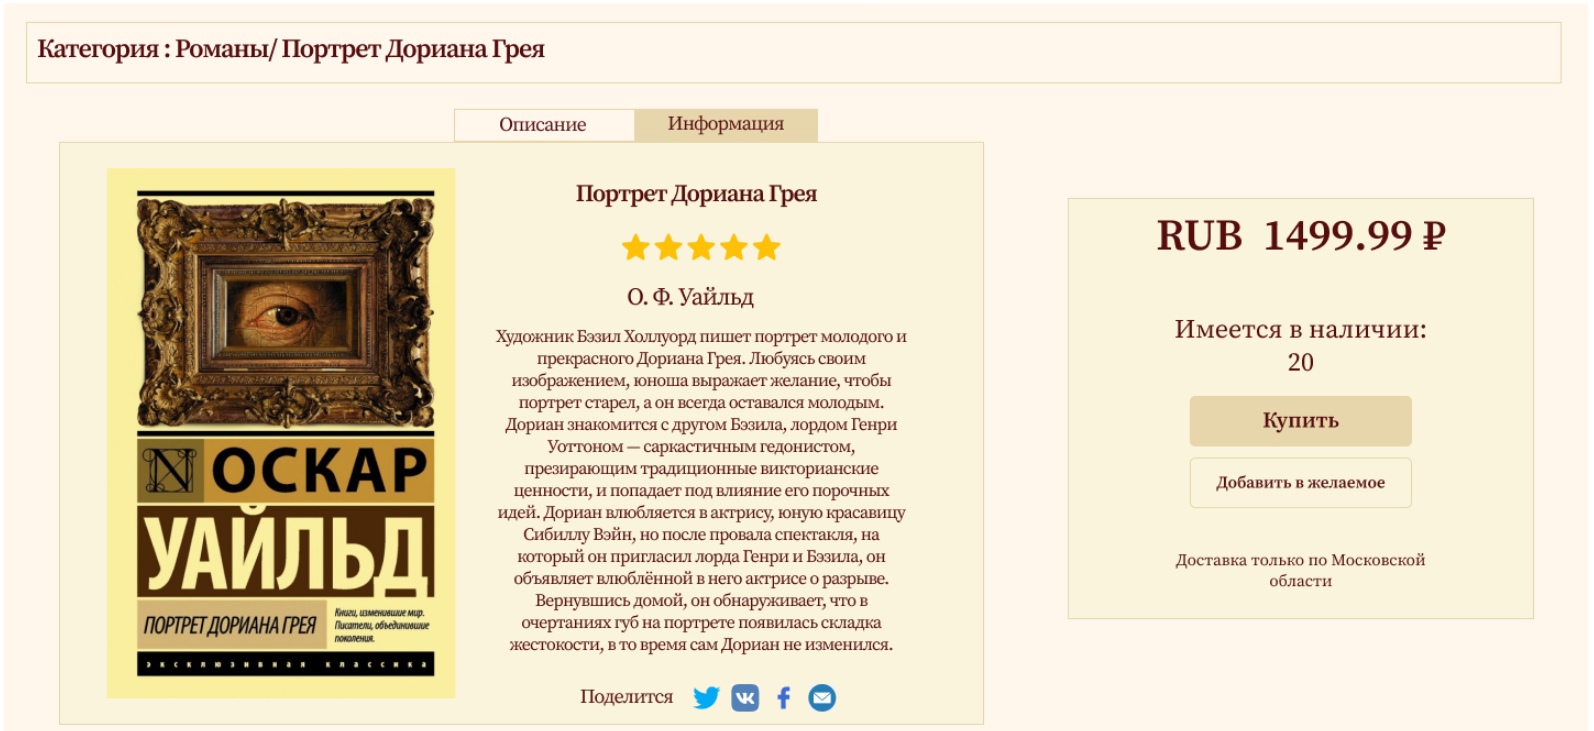 Категория : Романы/ Портрет Дориана Грея
Описание
Информация
ОСКАР
УАЙЛЬД
ПОРТРЕТ ДОРИАНА ГРЕЯ
Книги, изменившие мир.
Писатели, объединившие
поколения.
эксклюзивная классика
Портрет Дориана Грея
О. Ф. Уайльд
Художник Бэзил Холлуорд пишет портрет молодого и
прекрасного Дориана Грея. Любуясь своим
изображением, юноша выражает желание, чтобы
портрет старел, а он всегда оставался молодым.
Дориан знакомится с другом Бэзила, лордом Генри
Уоттоном — саркастичным гедонистом,
презирающим традиционные викторианские
ценности, и попадает под влияние его порочных
идей. Дориан влюбляется в актрису, юную красавицу
Сибиллу Вэйн, но после провала спектакля, на
который он пригласил лорда Генри и Бэзила, он
объявляет влюблённой в него актрисе о разрыве.
Вернувшись домой, он обнаруживает, что в
очертаниях губ на портрете появилась складка
жестокости, в то время сам Дориан не изменился.
Поделится
RUB 1499.99 ₽
Имеется в наличии:
20
Купить
Добавить в желаемое
Доставка только по Московской
области